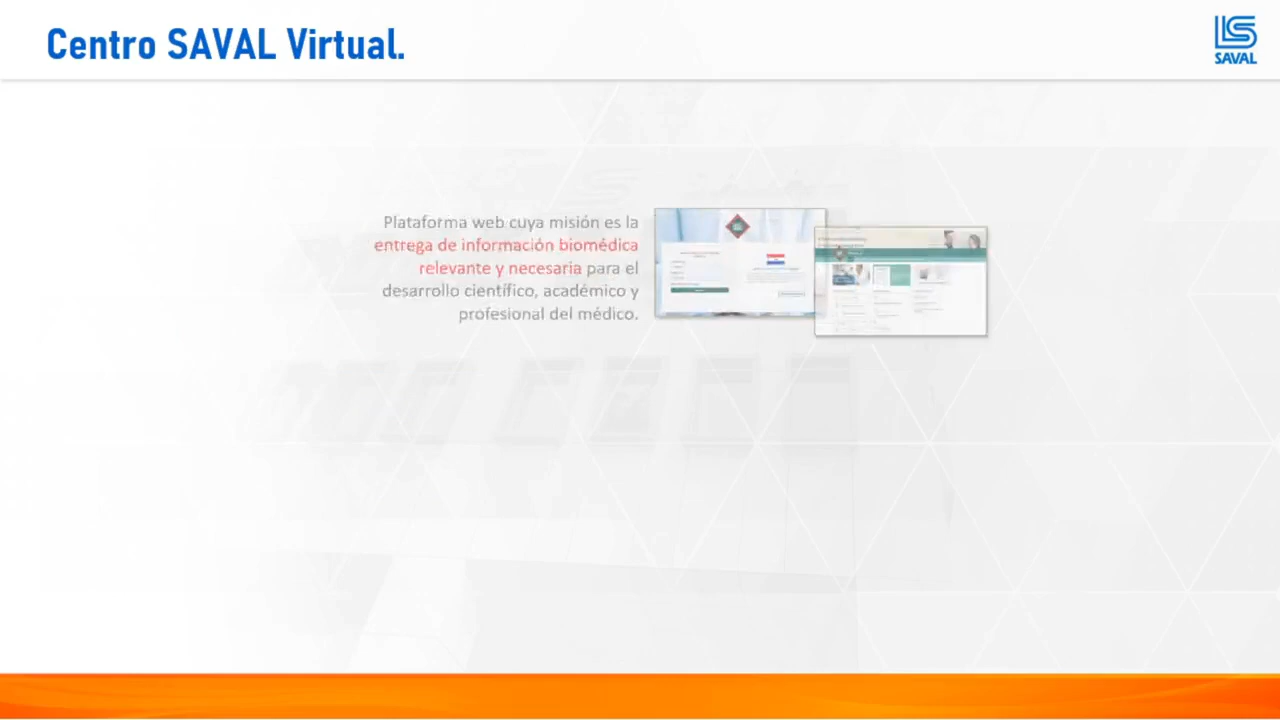 Centro SAVAL Virtual.
SAVAL
Plataforma web cuya misión es la
entrega de información biomédica
relevante y necesaria para el
desarrollo científico, académico y
profesional del médico.